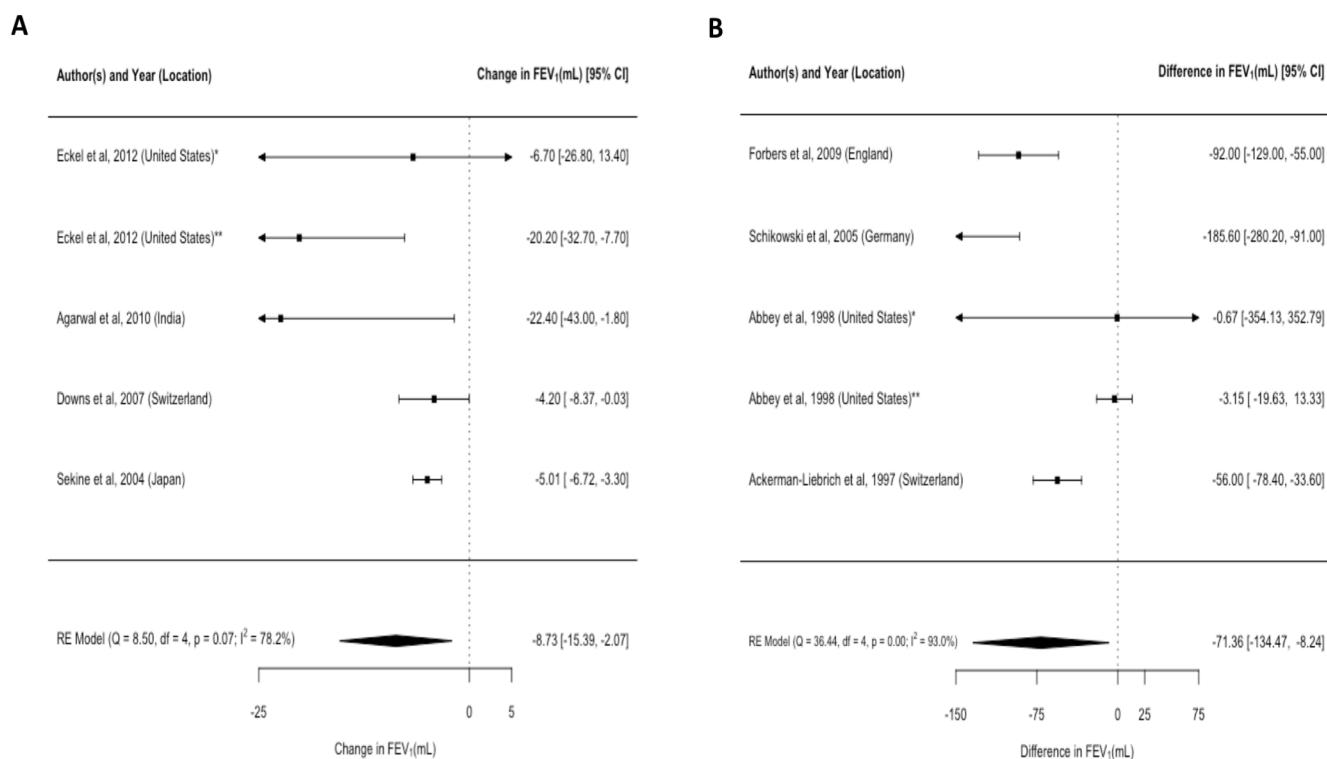 A
Author(s) and Year (Location) Change in FEV₁(mL) [95% CI]
Eckel et al, 2012 (United States)* -6.70 [-26.80, 13.40]
Eckel et al, 2012 (United States)** -20.20 [-32.70, -7.70]
Agarwal et al, 2010 (India) -22.40 [-43.00, -1.80]
Downs et al, 2007 (Switzerland) -4.20 [ -8.37, -0.03]
Sekine et al, 2004 (Japan) -5.01 [ -6.72, -3.30]
RE Model (Q = 8.50, df = 4, p = 0.07; I² = 78.2%) -8.73 [-15.39, -2.07]
-25 0 5
Change in FEV₁(mL)
B
Author(s) and Year (Location) Difference in FEV₁(mL) [95% CI]
Forbers et al, 2009 (England) -92.00 [-129.00, -55.00]
Schikowski et al, 2005 (Germany) -185.60 [-280.20, -91.00]
Abbey et al, 1998 (United States)* -0.67 [-354.13, 352.79]
Abbey et al, 1998 (United States)** -3.15 [ -19.63, 13.33]
Ackerman-Liebrich et al, 1997 (Switzerland) -56.00 [ -78.40, -33.60]
RE Model (Q = 36.44, df = 4, p = 0.00; I² = 93.0%) -71.36 [-134.47, -8.24]
-150 -75 0 25 75
Difference in FEV₁(mL)